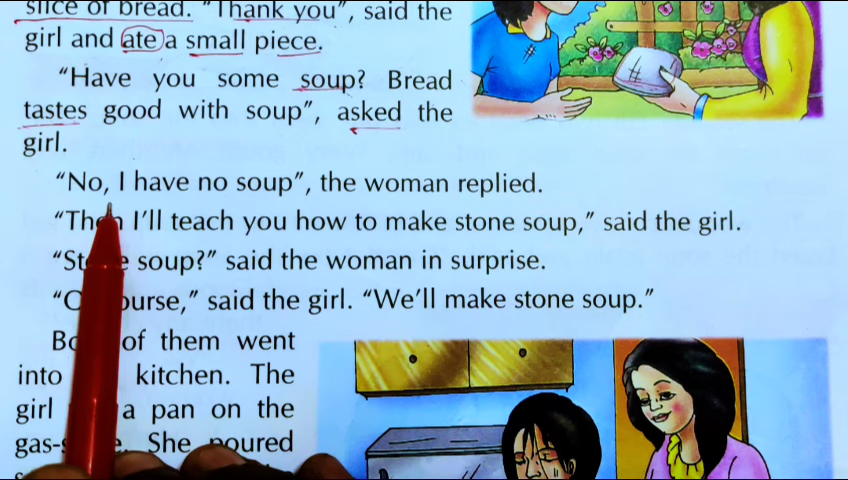 slice of bread. "Thank you", said the
girl and ate a small piece.
"Have you some soup? Bread
tastes good with soup", asked the
girl.
"No, I have no soup", the woman replied.
I'll teach you how to make stone soup," said the girl.
soup?" said the woman in surprise.
said the girl. "We'll make stone soup."
of them went
into kitchen. The
girl a pan on the
She poured